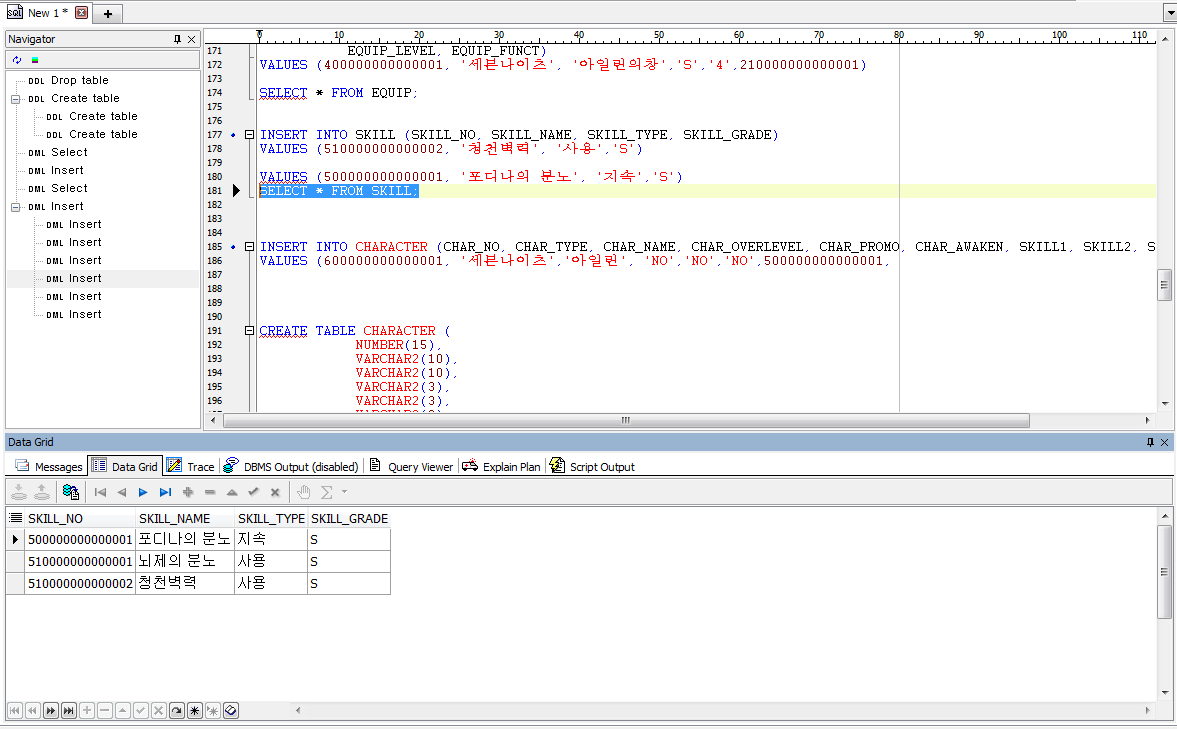 SQL New 1 *
Navigator
DDL Drop table
DDL Create table
DDL Create table
DDL Create table
DML Select
DML Insert
DML Select
DML Insert
DML Insert
DML Insert
DML Insert
DML Insert
DML Insert
DML Insert
0 10 20 30 40 50 60 70 80 90 100 110
171 EQUIP_LEVEL, EQUIP_FUNCT)
172 VALUES (400000000000001, '세븐나이츠', '아일린의창','S','4',210000000000001)
173
174 SELECT * FROM EQUIP;
175
176
177 INSERT INTO SKILL (SKILL_NO, SKILL_NAME, SKILL_TYPE, SKILL_GRADE)
178 VALUES (510000000000002, '청천벽력', '사용','S')
179
180 VALUES (500000000000001, '포디나의 분노', '지속','S')
181 SELECT * FROM SKILL;
182
183
184
185 INSERT INTO CHARACTER (CHAR_NO, CHAR_TYPE, CHAR_NAME, CHAR_OVERLEVEL, CHAR_PROMO, CHAR_AWAKEN, SKILL1, SKILL2, S
186 VALUES (600000000000001, '세븐나이츠','아일린', 'NO','NO','NO',500000000000001,
187
188
189
190
191 CREATE TABLE CHARACTER (
192 NUMBER(15),
193 VARCHAR2(10),
194 VARCHAR2(10),
195 VARCHAR2(3),
196 VARCHAR2(3),
Data Grid
Messages Data Grid Trace DBMS Output (disabled) Query Viewer Explain Plan Script Output
SKILL_NO SKILL_NAME SKILL_TYPE SKILL_GRADE
500000000000001 포디나의 분노 지속 S
510000000000001 뇌제의 분노 사용 S
510000000000002 청천벽력 사용 S